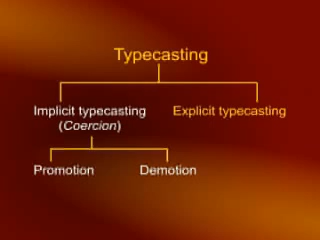 Typecasting
Implicit typecasting Explicit typecasting
(Coercion)
Promotion Demotion